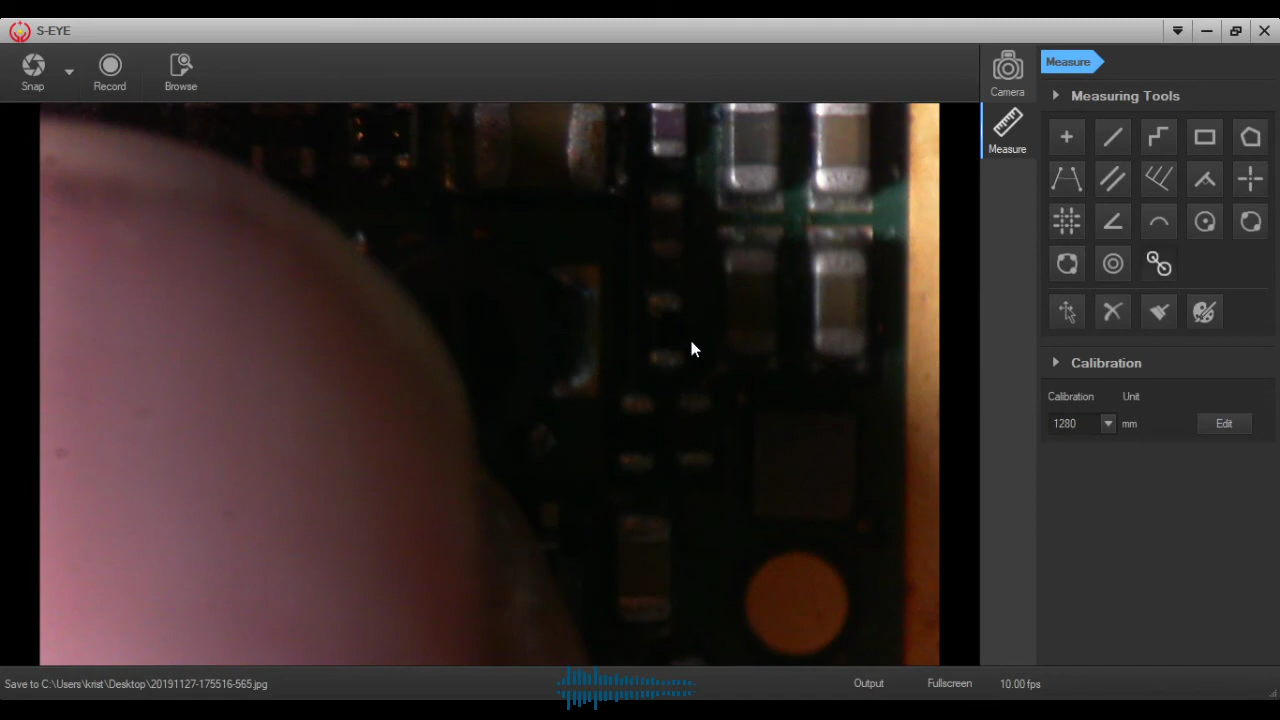 S-EYE
Snap
Record
Browse
Camera
Measure
Measure
Measuring Tools
Calibration
Calibration Unit
1280 mm Edit
Save to C:\Users\krist\Desktop\20191127-175516-565.jpg
Output Fullscreen 10.00 fps